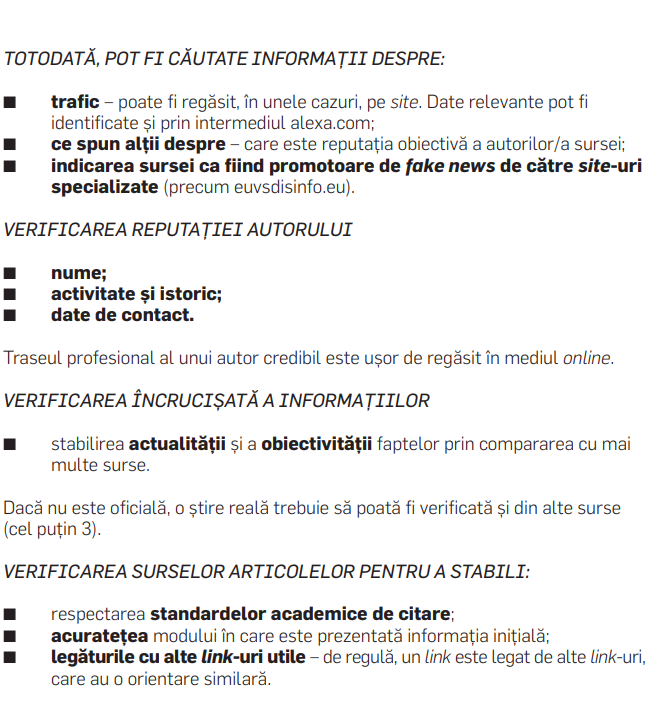 TOTODATĂ, POT FI CĂUTATE INFORMAȚII DESPRE:
■ trafic – poate fi regăsit, în unele cazuri, pe site. Date relevante pot fi
identificate și prin intermediul alexa.com;
■ ce spun alții despre – care este reputația obiectivă a autorilor/a sursei;
■ indicarea sursei ca fiind promotoare de fake news de către site-uri
specializate (precum euvsdisinfo.eu).
VERIFICAREA REPUTAȚIEI AUTORULUI
■ nume;
■ activitate și istoric;
■ date de contact.
Traseul profesional al unui autor credibil este ușor de regăsit în mediul online.
VERIFICAREA ÎNCRUCIȘATĂ A INFORMAȚIILOR
■ stabilirea actualității și a obiectivității faptelor prin compararea cu mai
multe surse.
Dacă nu este oficială, o știre reală trebuie să poată fi verificată și din alte surse
(cel puțin 3).
VERIFICAREA SURSELOR ARTICOLELOR PENTRU A STABILI:
■ respectarea standardelor academice de citare;
■ acuratețea modului în care este prezentată informația inițială;
■ legăturile cu alte link-uri utile – de regulă, un link este legat de alte link-uri,
care au o orientare similară.